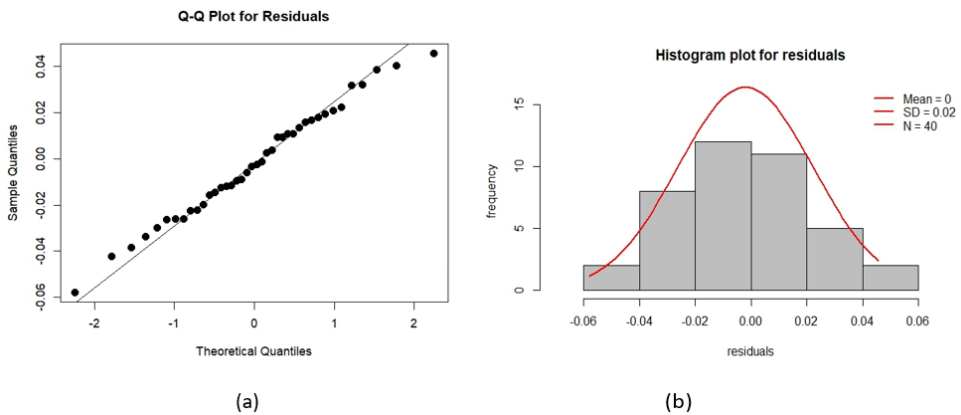 Q-Q Plot for Residuals
Sample Quantiles
0.04
0.02
0.00
-0.02
-0.04
-0.06
-2
-1
0
1
2
Theoretical Quantiles
(a)
Histogram plot for residuals
Mean = 0
SD = 0.02
N = 40
frequency
15
10
5
0
-0.06
-0.04
-0.02
0.00
0.02
0.04
0.06
residuals
(b)